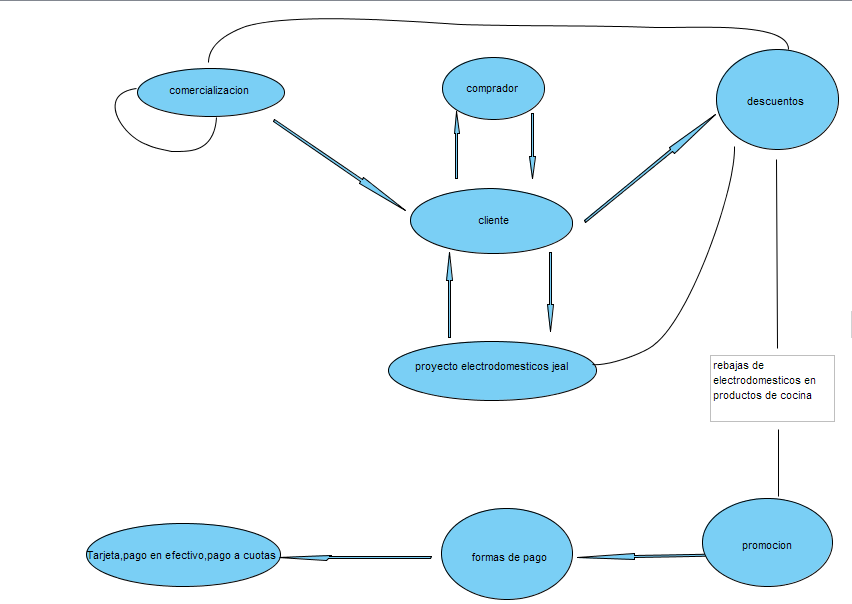 comercializacion
comprador
descuentos
cliente
proyecto electrodomesticos jeal
rebajas de
electrodomesticos en
productos de cocina
Tarjeta,pago en efectivo,pago a cuotas
formas de pago
promocion